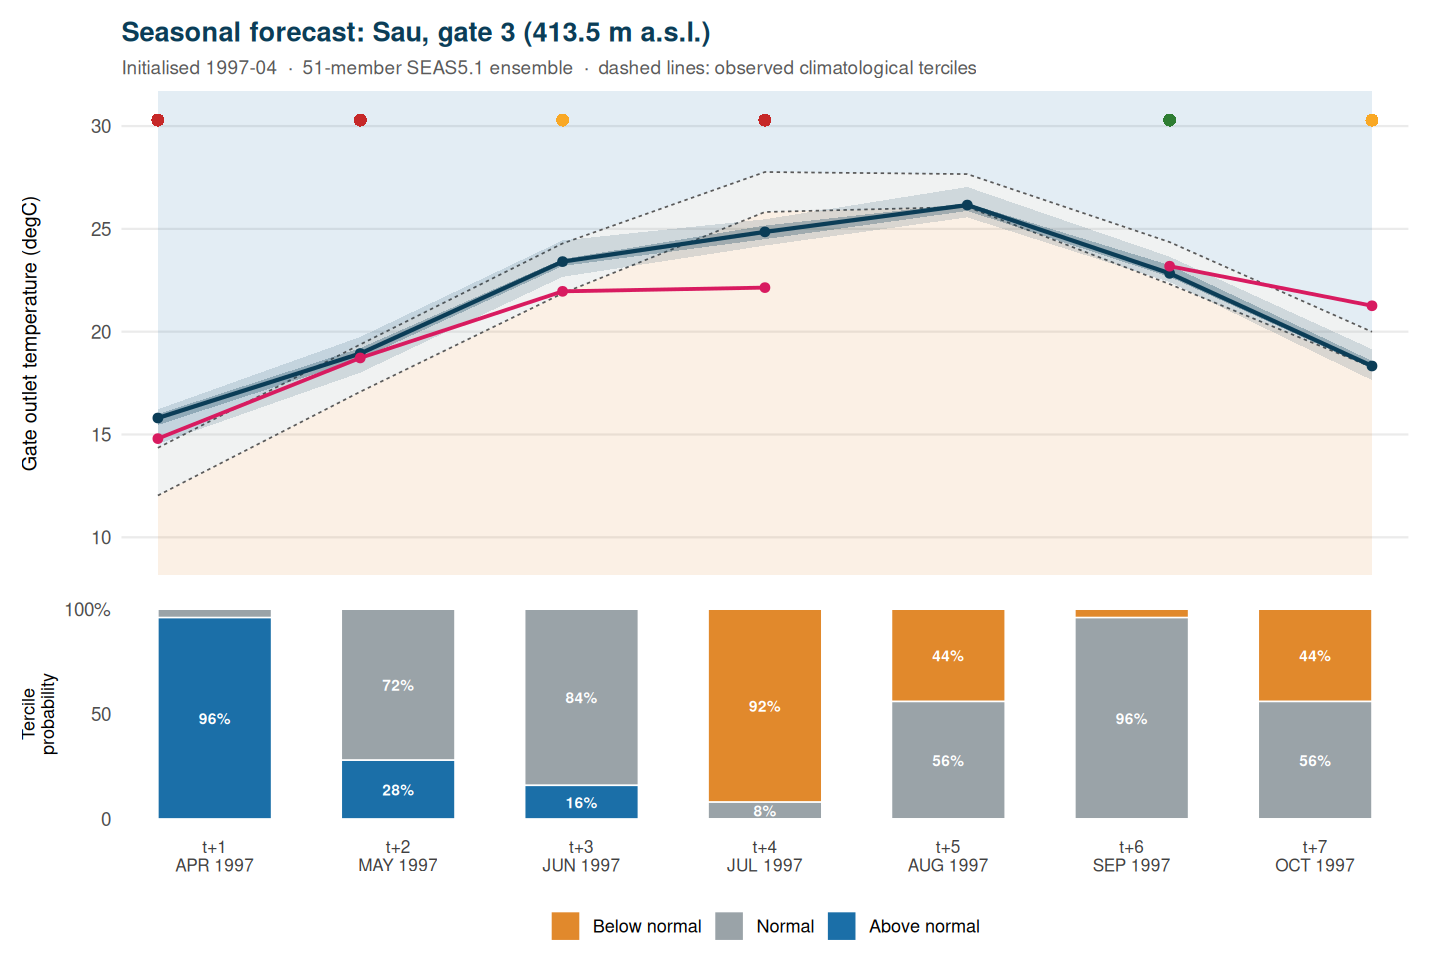 Seasonal forecast: Sau, gate 3 (413.5 m a.s.l.)
Initialised 1997-04 · 51-member SEAS5.1 ensemble · dashed lines: observed climatological terciles
Gate outlet temperature (degC)
30
25
20
15
10
Tercile
probability
100%
50
0
96%
72%
28%
84%
16%
92%
8%
44%
56%
96%
44%
56%
t+1
APR 1997
t+2
MAY 1997
t+3
JUN 1997
t+4
JUL 1997
t+5
AUG 1997
t+6
SEP 1997
t+7
OCT 1997
Below normal
Normal
Above normal